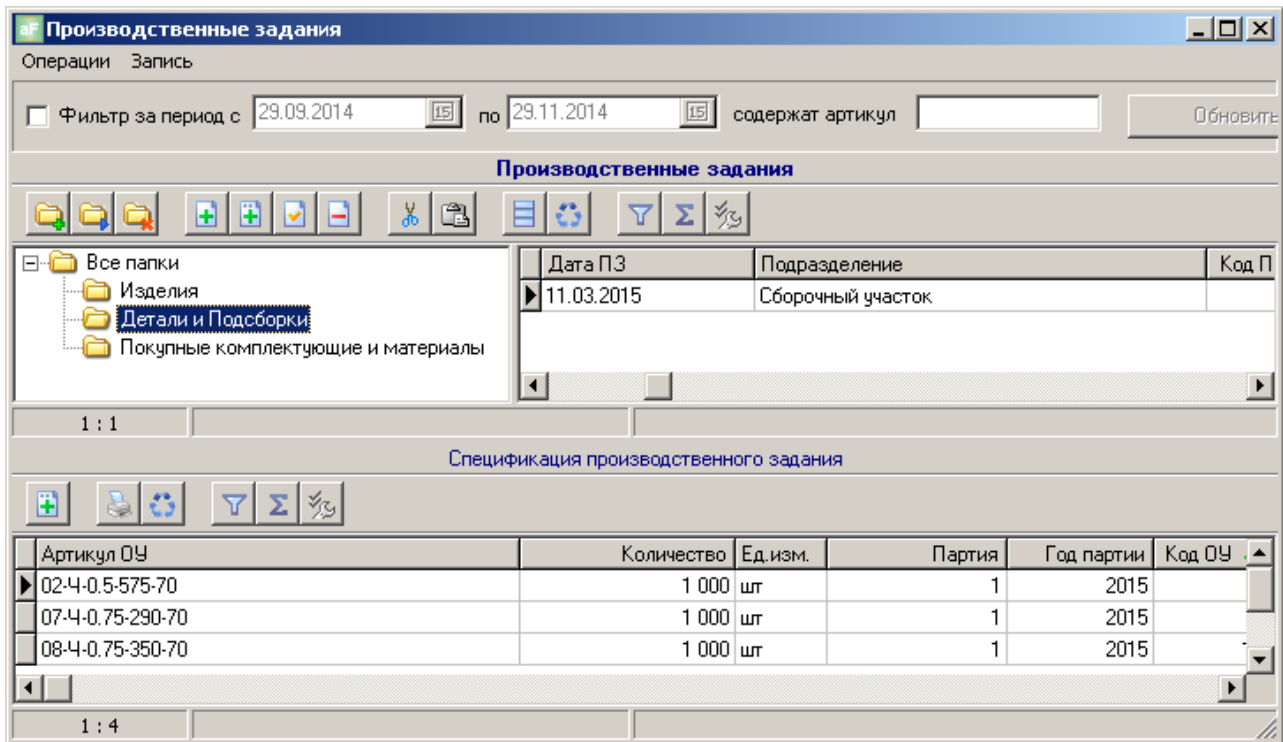 aF Производственные задания
Операции Запись
Фильтр за период с 29.09.2014 15 по 29.11.2014 15 содержат артикул Обновить
Производственные задания
Все папки
Изделия
Детали и Подсборки
Покупные комплектующие и материалы
Дата ПЗ Подразделение Код П
11.03.2015 Сборочный участок
1 : 1
Спецификация производственного задания
Артикул ОУ Количество Ед.изм. Партия Год партии Код ОУ
02-Ч-0.5-575-70 1 000 шт 1 2015
07-Ч-0.75-290-70 1 000 шт 1 2015
08-Ч-0.75-350-70 1 000 шт 1 2015
1 : 4